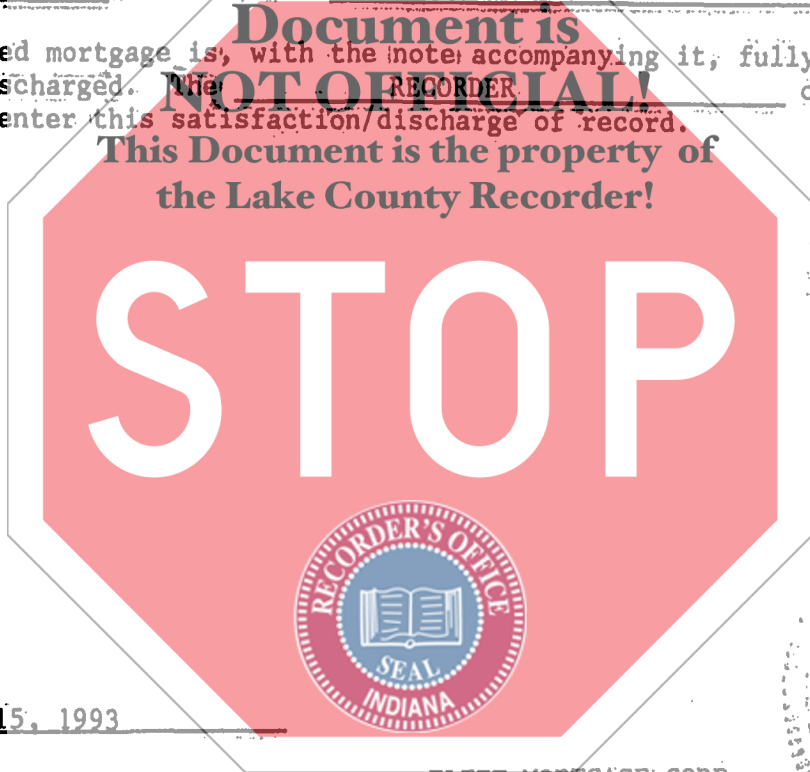 Document is
ed mortgage is, with the note accompanying it, fully
scharged. The RECORDER
NOT OFFICIAL!
enter this satisfaction/discharge of record.
This Document is the property of
the Lake County Recorder!
STOP
RECORDER'S OFFICE
SEAL
INDIANA
15, 1993